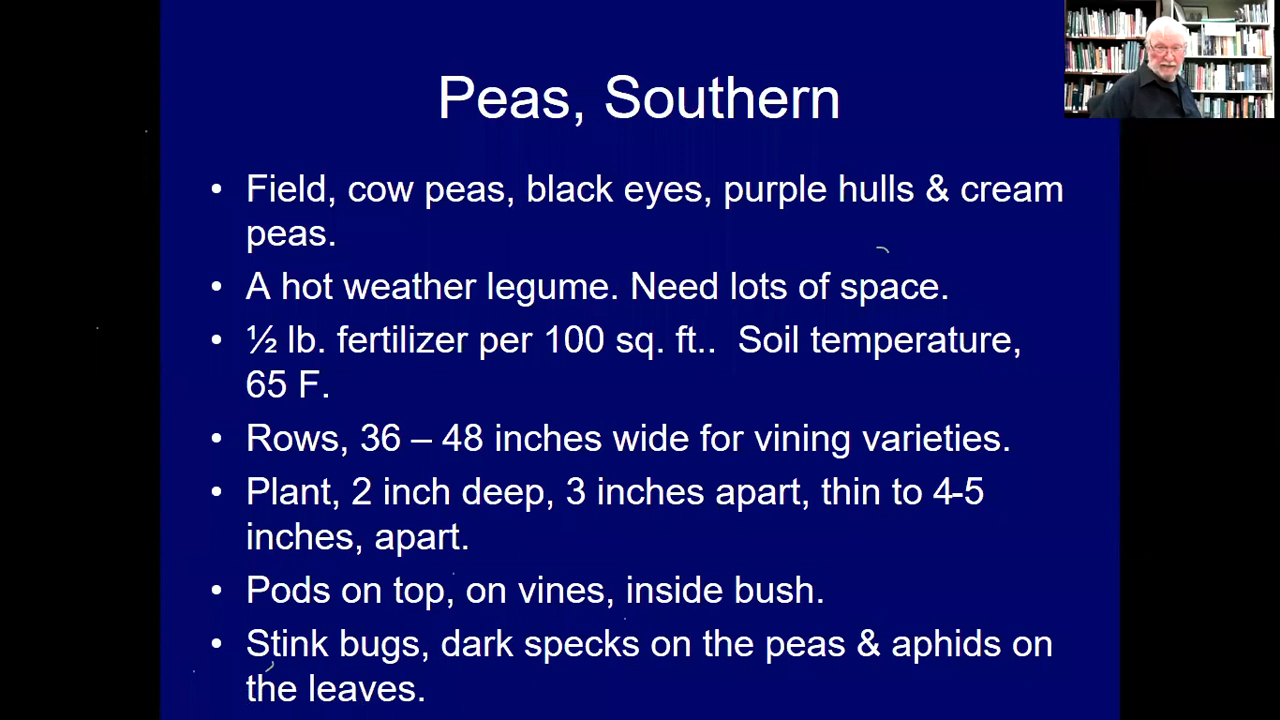 Peas, Southern
• Field, cow peas, black eyes, purple hulls & cream
peas.
• A hot weather legume. Need lots of space.
• ½ lb. fertilizer per 100 sq. ft.. Soil temperature,
65 F.
• Rows, 36 – 48 inches wide for vining varieties.
• Plant, 2 inch deep, 3 inches apart, thin to 4-5
inches, apart.
• Pods on top, on vines, inside bush.
• Stink bugs, dark specks on the peas & aphids on
the leaves.